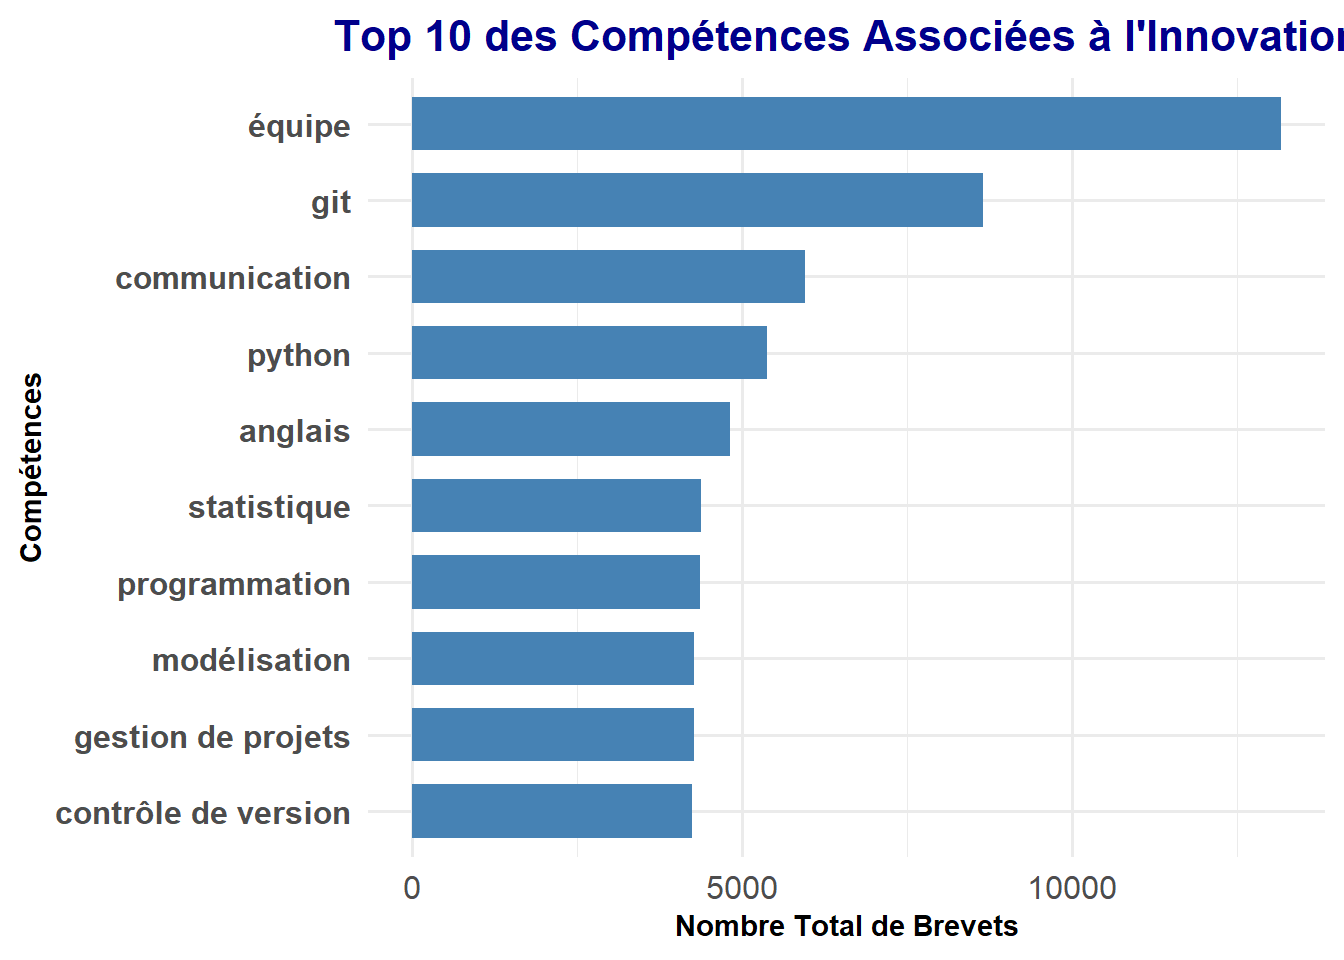 Top 10 des Compétences Associées à l'Innovation
équipe
git
communication
python
anglais
statistique
programmation
modélisation
gestion de projets
contrôle de version
Compétences
0 5000 10000
Nombre Total de Brevets